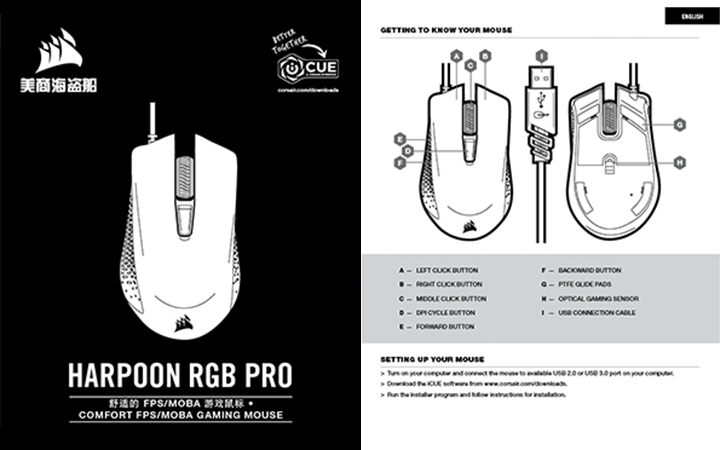 美商海盗船
BETTER
TOGETHER
iCUE
corsair.com/downloads
HARPOON RGB PRO
舒适的 FPS/MOBA 游戏鼠标 •
COMFORT FPS/MOBA GAMING MOUSE
ENGLISH
GETTING TO KNOW YOUR MOUSE
A C B I
E
D
F
G
H
A — LEFT CLICK BUTTON
B — RIGHT CLICK BUTTON
C — MIDDLE CLICK BUTTON
D — DPI CYCLE BUTTON
E — FORWARD BUTTON
F — BACKWARD BUTTON
G — PTFE GLIDE PADS
H — OPTICAL GAMING SENSOR
I — USB CONNECTION CABLE
SETTING UP YOUR MOUSE
> Turn on your computer and connect the mouse to available USB 2.0 or USB 3.0 port on your computer.
> Download the iCUE software from www.corsair.com/downloads.
> Run the installer program and follow instructions for installation.